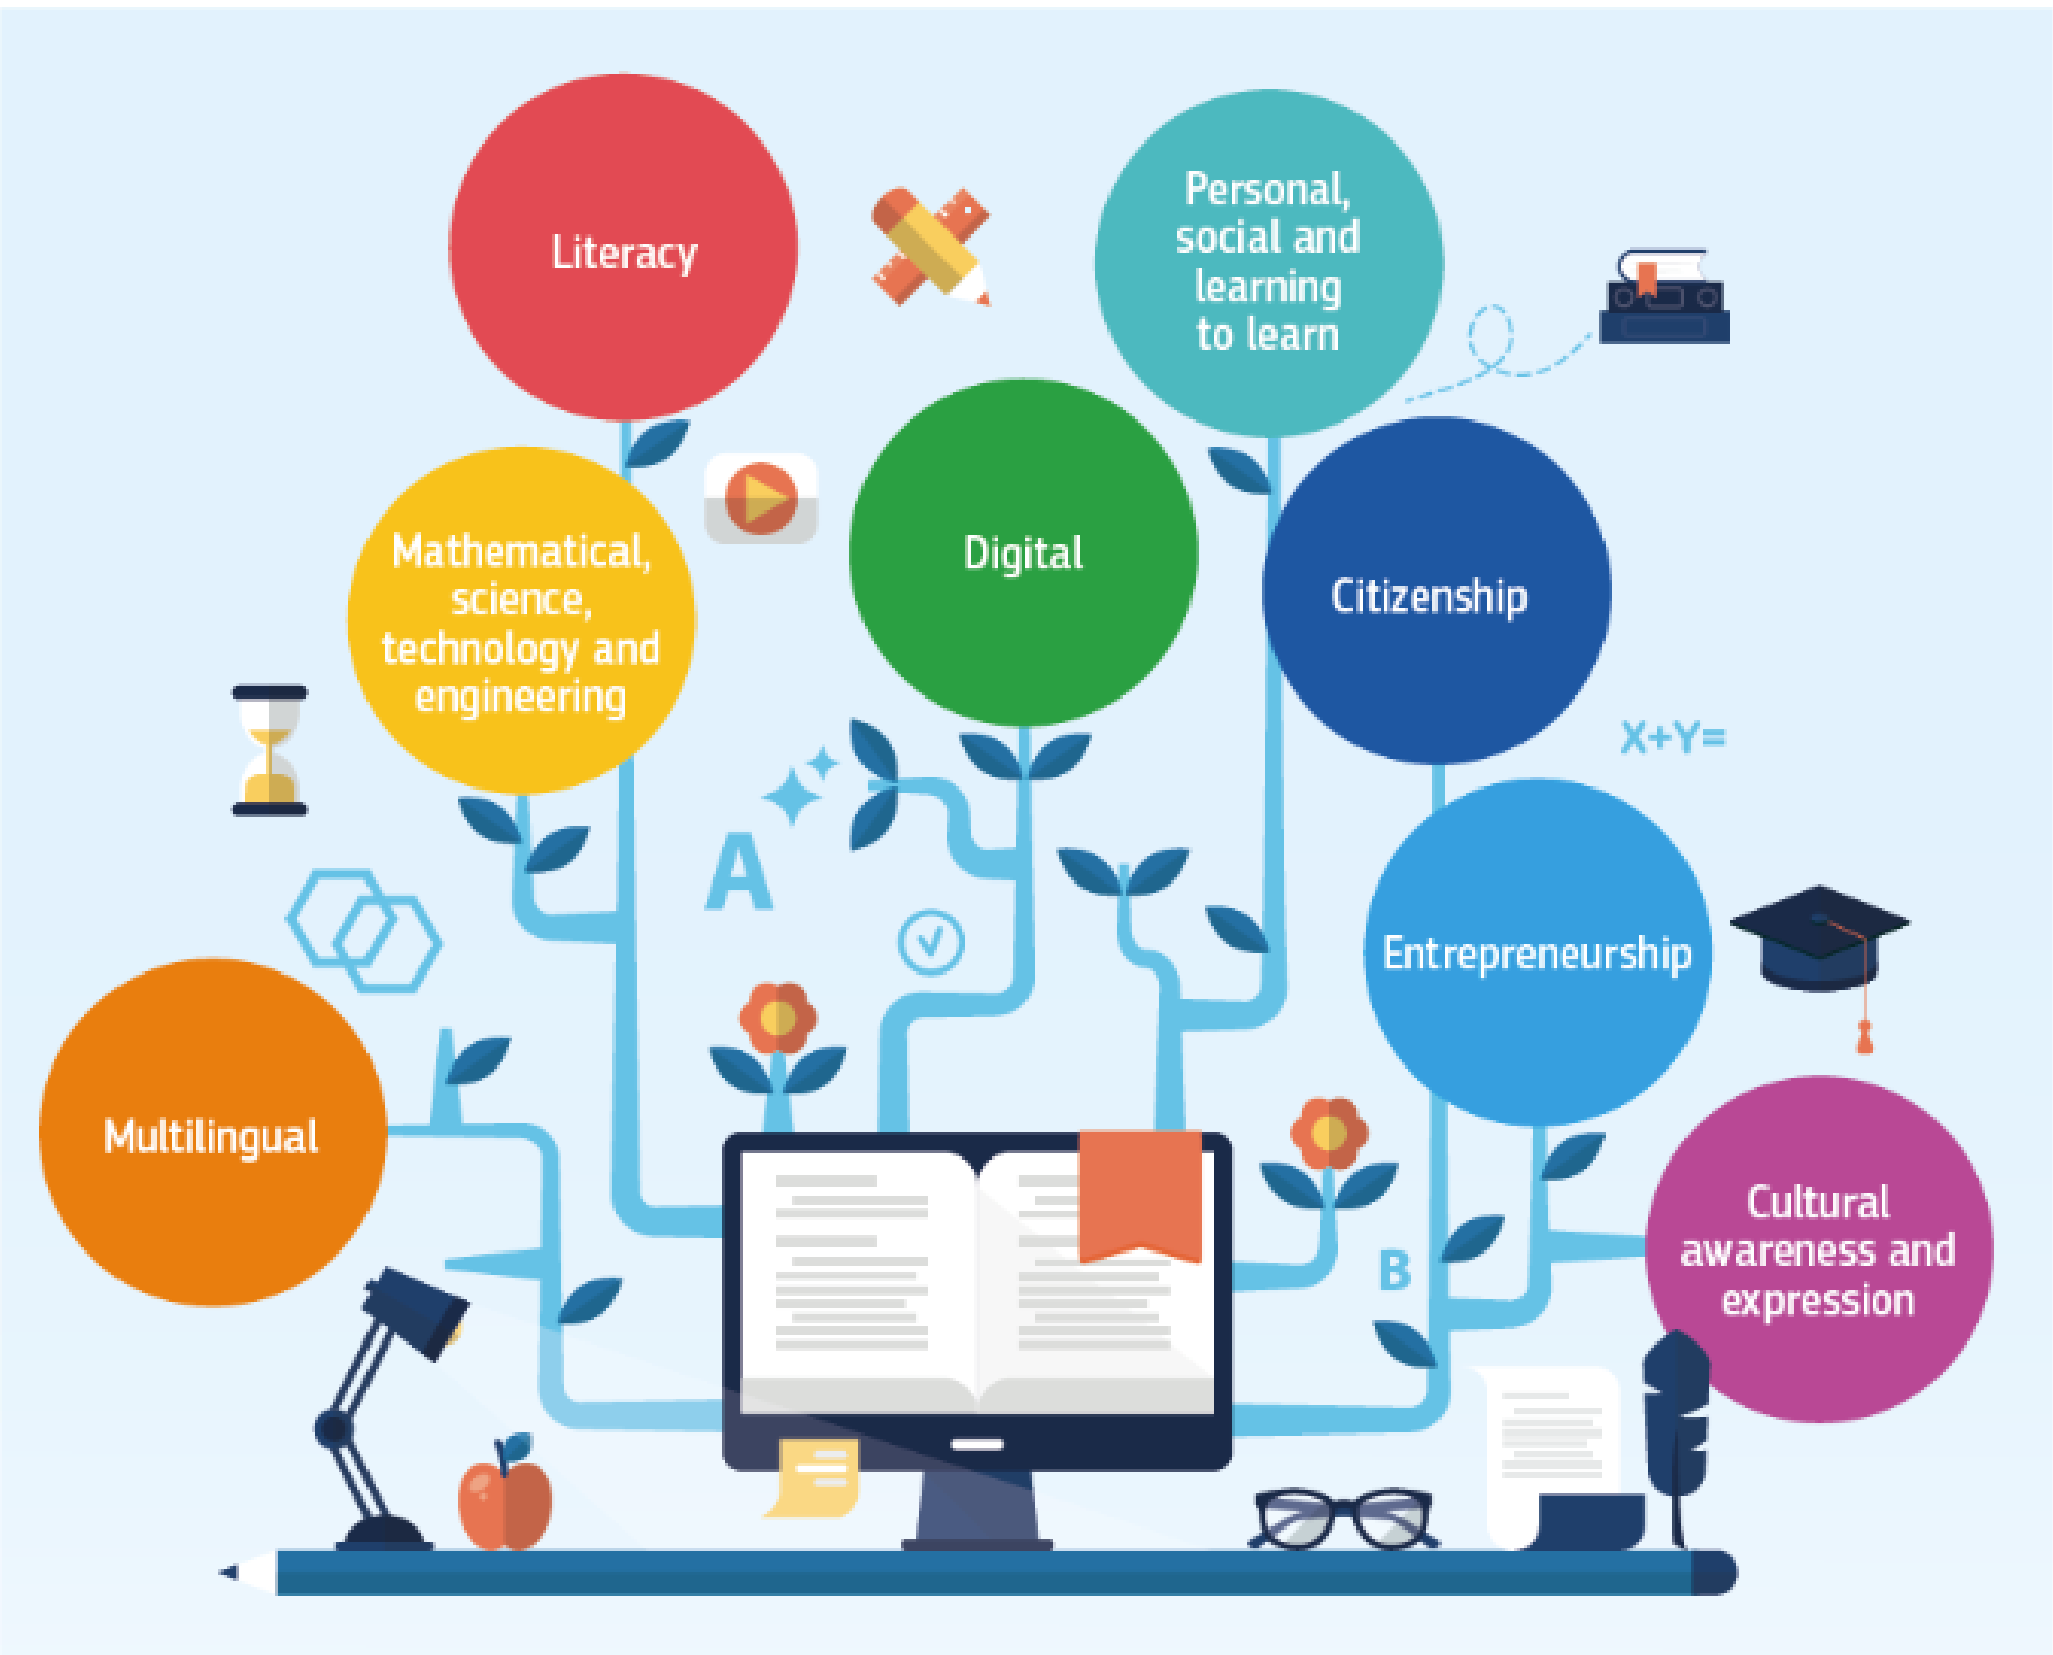 Literacy
Personal,
social and
learning
to learn
Mathematical,
science,
technology and
engineering
Digital
Citizenship
X+Y=
A
Entrepreneurship
Multilingual
Cultural
awareness and
expression
B